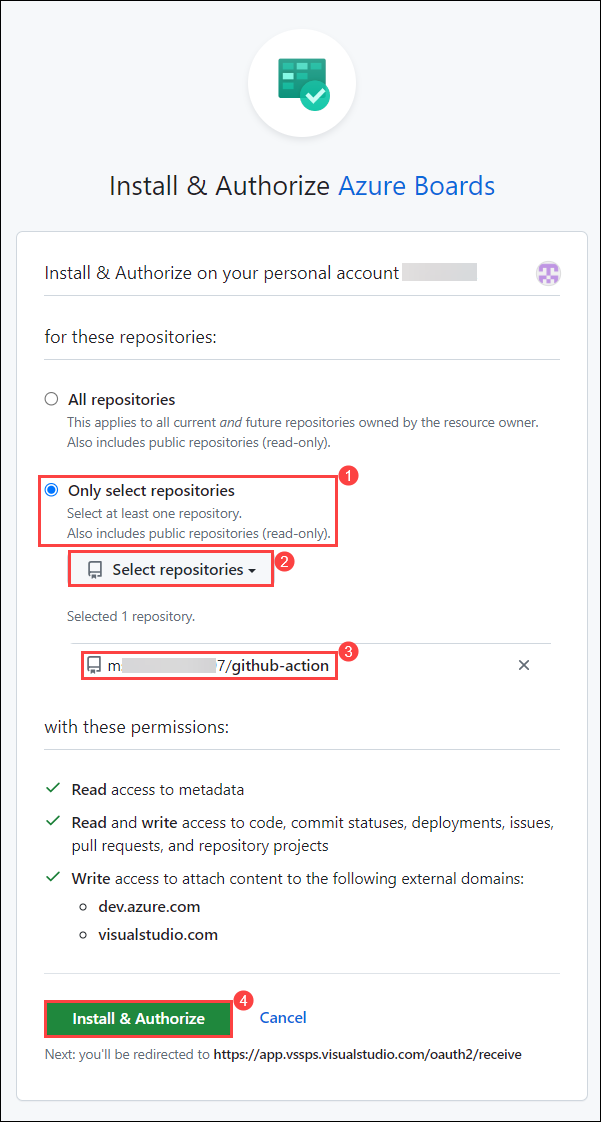 Install & Authorize Azure Boards
Install & Authorize on your personal account
for these repositories:
All repositories
This applies to all current and future repositories owned by the resource owner.
Also includes public repositories (read-only).
1
Only select repositories
Select at least one repository.
Also includes public repositories (read-only).
2
Select repositories
Selected 1 repository.
3
m 7/github-action
with these permissions:
Read access to metadata
Read and write access to code, commit statuses, deployments, issues,
pull requests, and repository projects
Write access to attach content to the following external domains:
dev.azure.com
visualstudio.com
4
Install & Authorize Cancel
Next: you'll be redirected to https://app.vssps.visualstudio.com/oauth2/receive